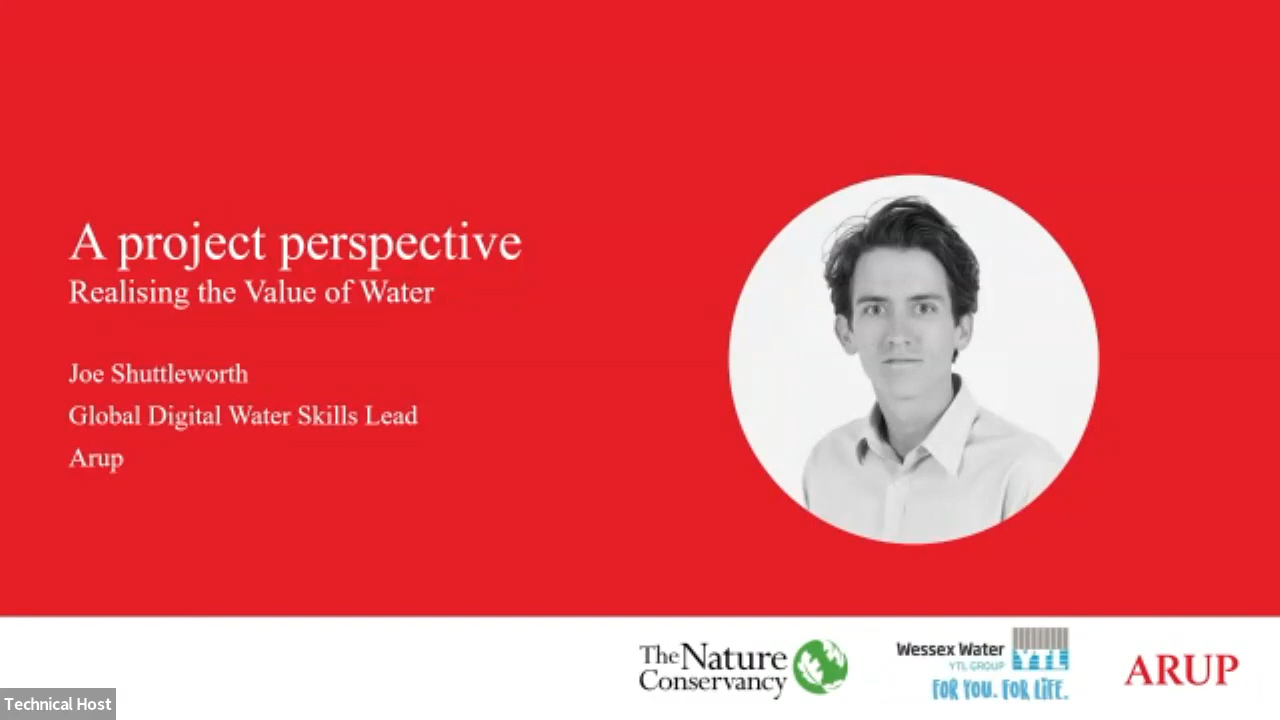 A project perspective
Realising the Value of Water
Joe Shuttleworth
Global Digital Water Skills Lead
Arup
The Nature
Conservancy
Wessex Water
YTL GROUP
YTL
FOR YOU. FOR LIFE.
ARUP
Technical Host